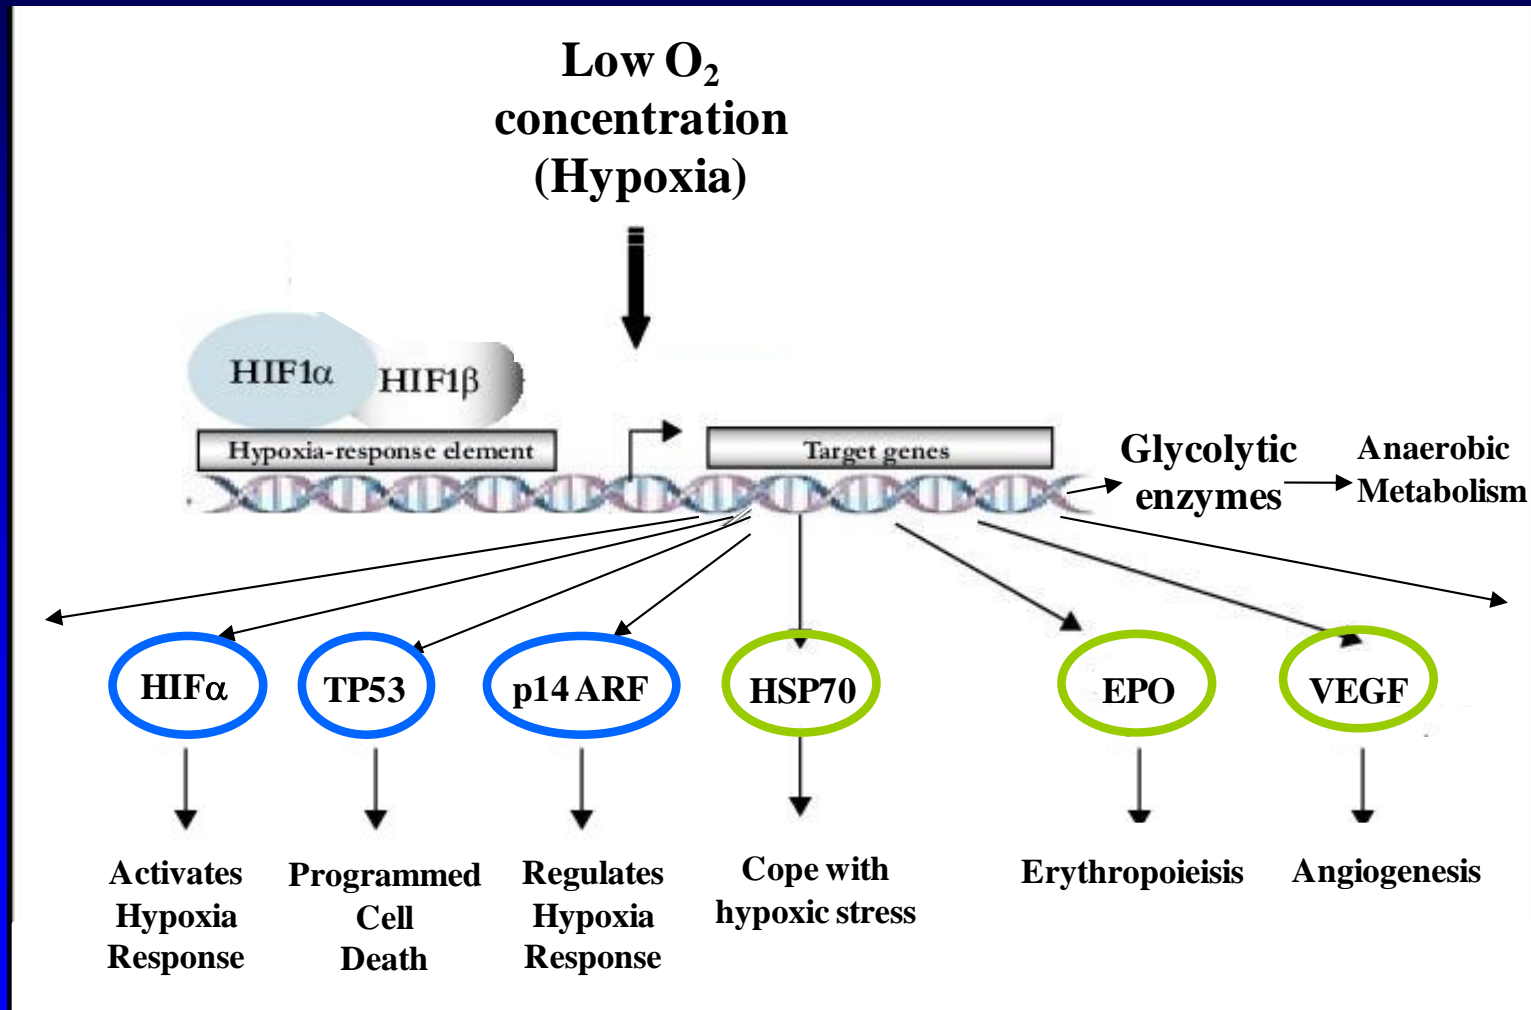 Low O₂
concentration
(Hypoxia)
HIF1α
HIF1β
Hypoxia-response element
Target genes
Glycolytic
enzymes
Anaerobic
Metabolism
HIFα
TP53
p14 ARF
HSP70
EPO
VEGF
Activates
Hypoxia
Response
Programmed
Cell
Death
Regulates
Hypoxia
Response
Cope with
hypoxic stress
Erythropoieisis
Angiogenesis